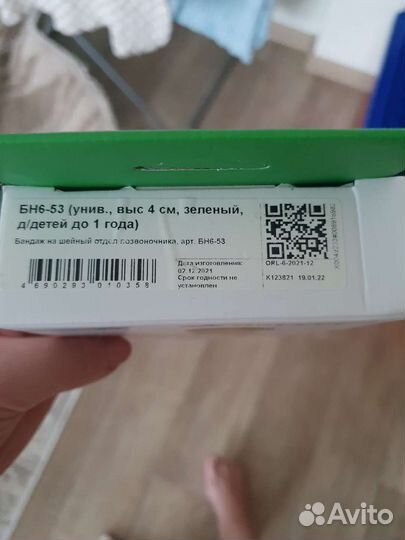 БН6-53 (унив., выс 4 см, зеленый,
д/детей до 1 года)
Бандаж на шейный отдел позвоночника, арт. БН6-53
Дата изготовления:
02.12.2021
Срок годности не
установлен
4 690293 010358
ORL-6-2021-12
К123821 19.01.22
Avito